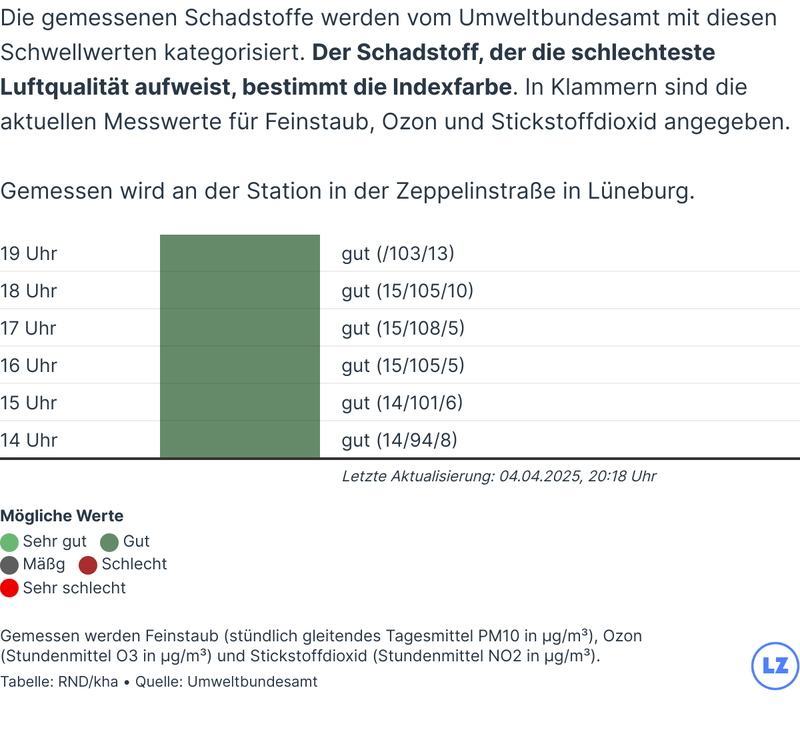 Die gemessenen Schadstoffe werden vom Umweltbundesamt mit diesen
Schwellwerten kategorisiert. Der Schadstoff, der die schlechteste
Luftqualität aufweist, bestimmt die Indexfarbe. In Klammern sind die
aktuellen Messwerte für Feinstaub, Ozon und Stickstoffdioxid angegeben.
Gemessen wird an der Station in der Zeppelinstraße in Lüneburg.
19 Uhr gut (/103/13)
18 Uhr gut (15/105/10)
17 Uhr gut (15/108/5)
16 Uhr gut (15/105/5)
15 Uhr gut (14/101/6)
14 Uhr gut (14/94/8)
Letzte Aktualisierung: 04.04.2025, 20:18 Uhr
Mögliche Werte
Sehr gut Gut
Mäßg Schlecht
Sehr schlecht
Gemessen werden Feinstaub (stündlich gleitendes Tagesmittel PM10 in µg/m³), Ozon
(Stundenmittel O3 in µg/m³) und Stickstoffdioxid (Stundenmittel NO2 in µg/m³).
Tabelle: RND/kha • Quelle: Umweltbundesamt
LZ